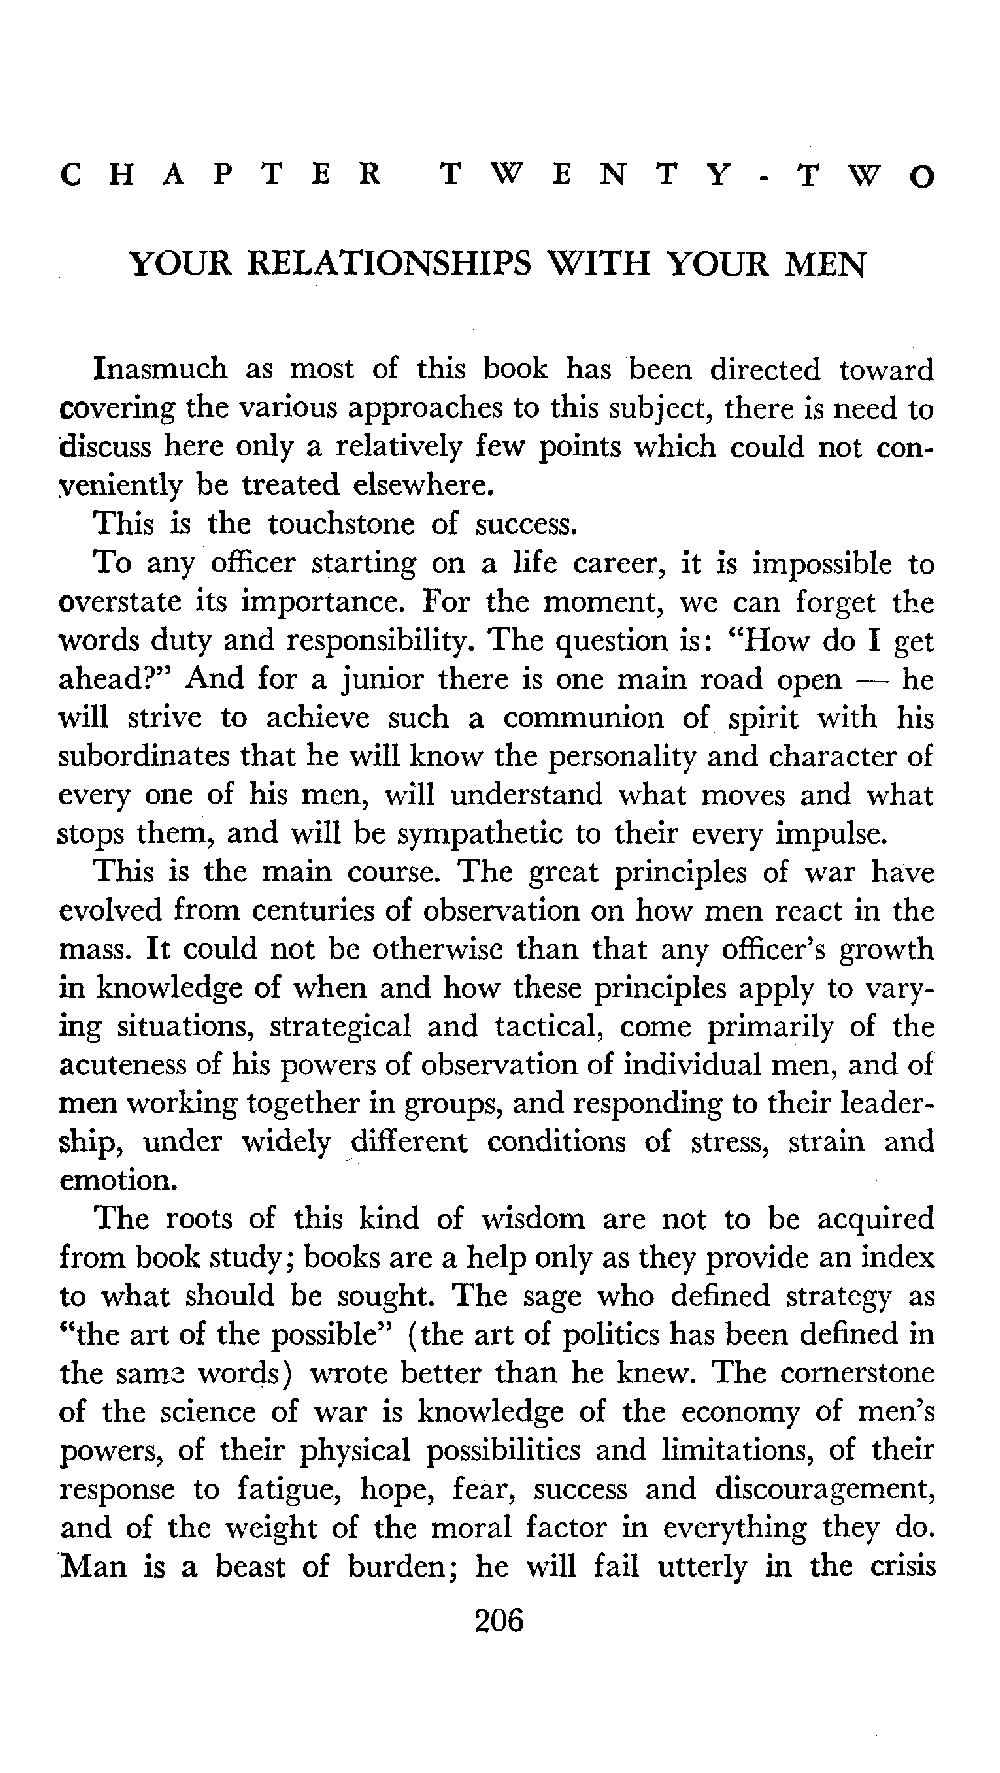 CHAPTER TWENTY-TWO
YOUR RELATIONSHIPS WITH YOUR MEN
Inasmuch as most of this book has been directed toward
covering the various approaches to this subject, there is need to
discuss here only a relatively few points which could not con-
veniently be treated elsewhere.
This is the touchstone of success.
To any officer starting on a life career, it is impossible to
overstate its importance. For the moment, we can forget the
words duty and responsibility. The question is: “How do I get
ahead?” And for a junior there is one main road open — he
will strive to achieve such a communion of spirit with his
subordinates that he will know the personality and character of
every one of his men, will understand what moves and what
stops them, and will be sympathetic to their every impulse.
This is the main course. The great principles of war have
evolved from centuries of observation on how men react in the
mass. It could not be otherwise than that any officer’s growth
in knowledge of when and how these principles apply to vary-
ing situations, strategical and tactical, come primarily of the
acuteness of his powers of observation of individual men, and of
men working together in groups, and responding to their leader-
ship, under widely different conditions of stress, strain and
emotion.
The roots of this kind of wisdom are not to be acquired
from book study; books are a help only as they provide an index
to what should be sought. The sage who defined strategy as
“the art of the possible” (the art of politics has been defined in
the same words) wrote better than he knew. The cornerstone
of the science of war is knowledge of the economy of men’s
powers, of their physical possibilities and limitations, of their
response to fatigue, hope, fear, success and discouragement,
and of the weight of the moral factor in everything they do.
Man is a beast of burden; he will fail utterly in the crisis
206